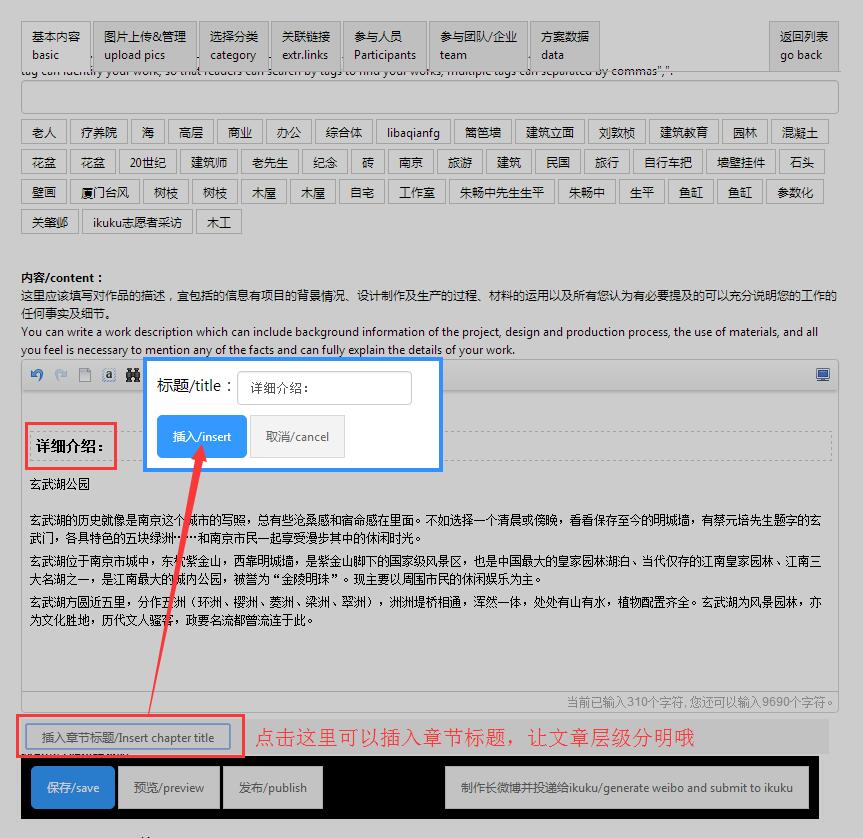 基本内容 图片上传&管理 选择分类 关联链接 参与人员 参与团队/企业 方案数据 返回列表
basic upload pics category extr.links Participants team data go back
tag can identify your work, so that readers can search by tags to find your works, multiple tags can separated by commas",".
老人 疗养院 海 高层 商业 办公 综合体 libaqianfg 篱笆墙 建筑立面 刘敦桢 建筑教育 园林 混凝土
花盆 花盆 20世纪 建筑师 老先生 纪念 砖 南京 旅游 建筑 民国 旅行 自行车把 墙壁挂件 石头
壁画 厦门台风 树枝 树枝 木屋 木屋 自宅 工作室 朱畅中先生生平 朱畅中 生平 鱼缸 鱼缸 参数化
关肇邺 ikuku志愿者采访 木工
内容/content：
这里应该填写对作品的描述，宜包括的信息有项目的背景情况、设计制作及生产的过程、材料的运用以及所有您认为有必要提及的可以充分说明您的工作的
任何事实及细节。
You can write a work description which can include background information of the project, design and production process, the use of materials, and all
you feel is necessary to mention any of the facts and can fully explain the details of your work.
标题/title： 详细介绍：
插入/insert 取消/cancel
详细介绍：
玄武湖公园
玄武湖的历史就像是南京这个城市的写照，总有些沧桑感和宿命感在里面。不如选择一个清晨或傍晚，看看保存至今的明城墙，有蔡元培先生题字的玄
武门，各具特色的五块绿洲……和南京市民一起享受漫步其中的休闲时光。
玄武湖位于南京市城中，东枕紫金山，西靠明城墙，是紫金山脚下的国家级风景区，也是中国最大的皇家园林湖泊、当代仅存的江南皇家园林、江南三
大名湖之一，是江南最大的城内公园，被誉为“金陵明珠”。现主要以周围市民的休闲娱乐为主。
玄武湖方圆近五里，分作五洲（环洲、樱洲、菱洲、梁洲、翠洲），洲洲堤桥相通，浑然一体，处处有山有水，植物配置齐全。玄武湖为风景园林，亦
为文化胜地，历代文人骚客，政要名流都曾流连于此。
当前已输入310个字符, 您还可以输入9690个字符。
插入章节标题/Insert chapter title 点击这里可以插入章节标题，让文章层级分明哦
保存/save 预览/preview 发布/publish 制作长微博并投递给ikuku/generate weibo and submit to ikuku